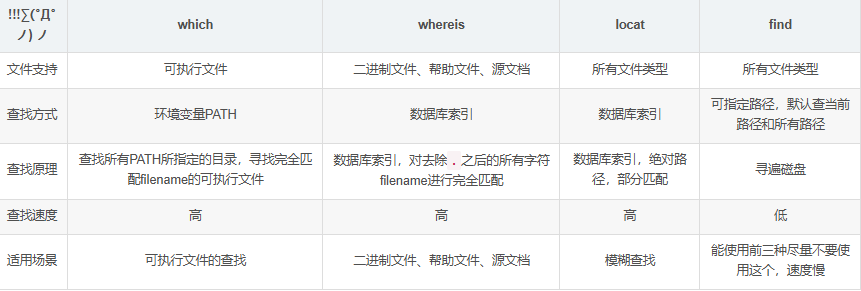 !!!∑(ﾟДﾟ
ノ)ノ
which
whereis
locat
find
文件支持
可执行文件
二进制文件、帮助文件、源文档
所有文件类型
所有文件类型
查找方式
环境变量PATH
数据库索引
数据库索引
可指定路径，默认查当前
路径和所有路径
查找原理
查找所有PATH所指定的目录，寻找完全匹
配filename的可执行文件
数据库索引，对去除 . 之后的所有字符
filename进行完全匹配
数据库索引，绝对路
径，部分匹配
寻遍磁盘
查找速度
高
高
高
低
适用场景
可执行文件的查找
二进制文件、帮助文件、源文档
模糊查找
能使用前三种尽量不要使
用这个，速度慢